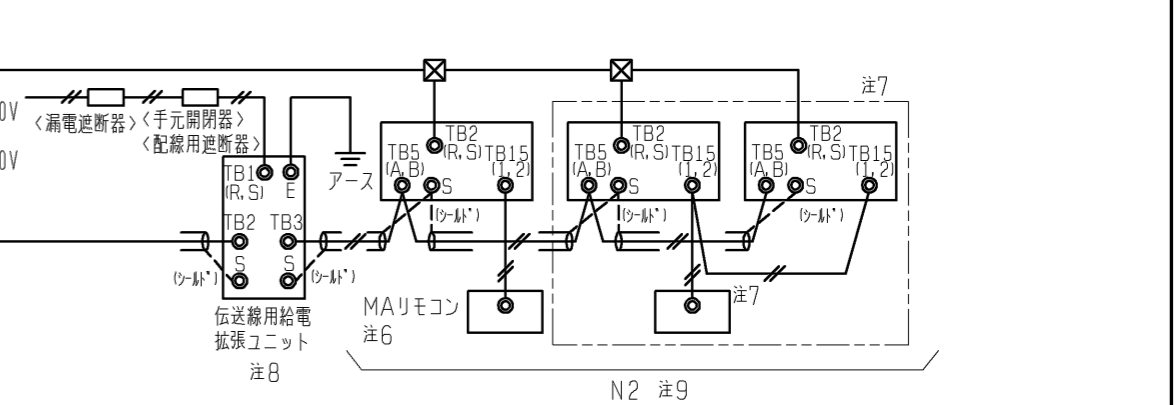 注7
0V
〈漏電遮断器〉
〈手元開閉器〉
〈配線用遮断器〉
0V
アース
TB1
(R,S)
E
TB2
TB3
S
S
(シールド)
(シールド)
伝送線用給電
拡張ユニット
注8
TB2
(R,S)
TB5
(A,B)
TB15
(1,2)
S
(シールド)
TB2
(R,S)
TB5
(A,B)
TB15
(1,2)
S
(シールド)
TB2
(R,S)
TB5
(A,B)
TB15
(1,2)
S
(シールド)
MAリモコン
注6
注7
N2 注9